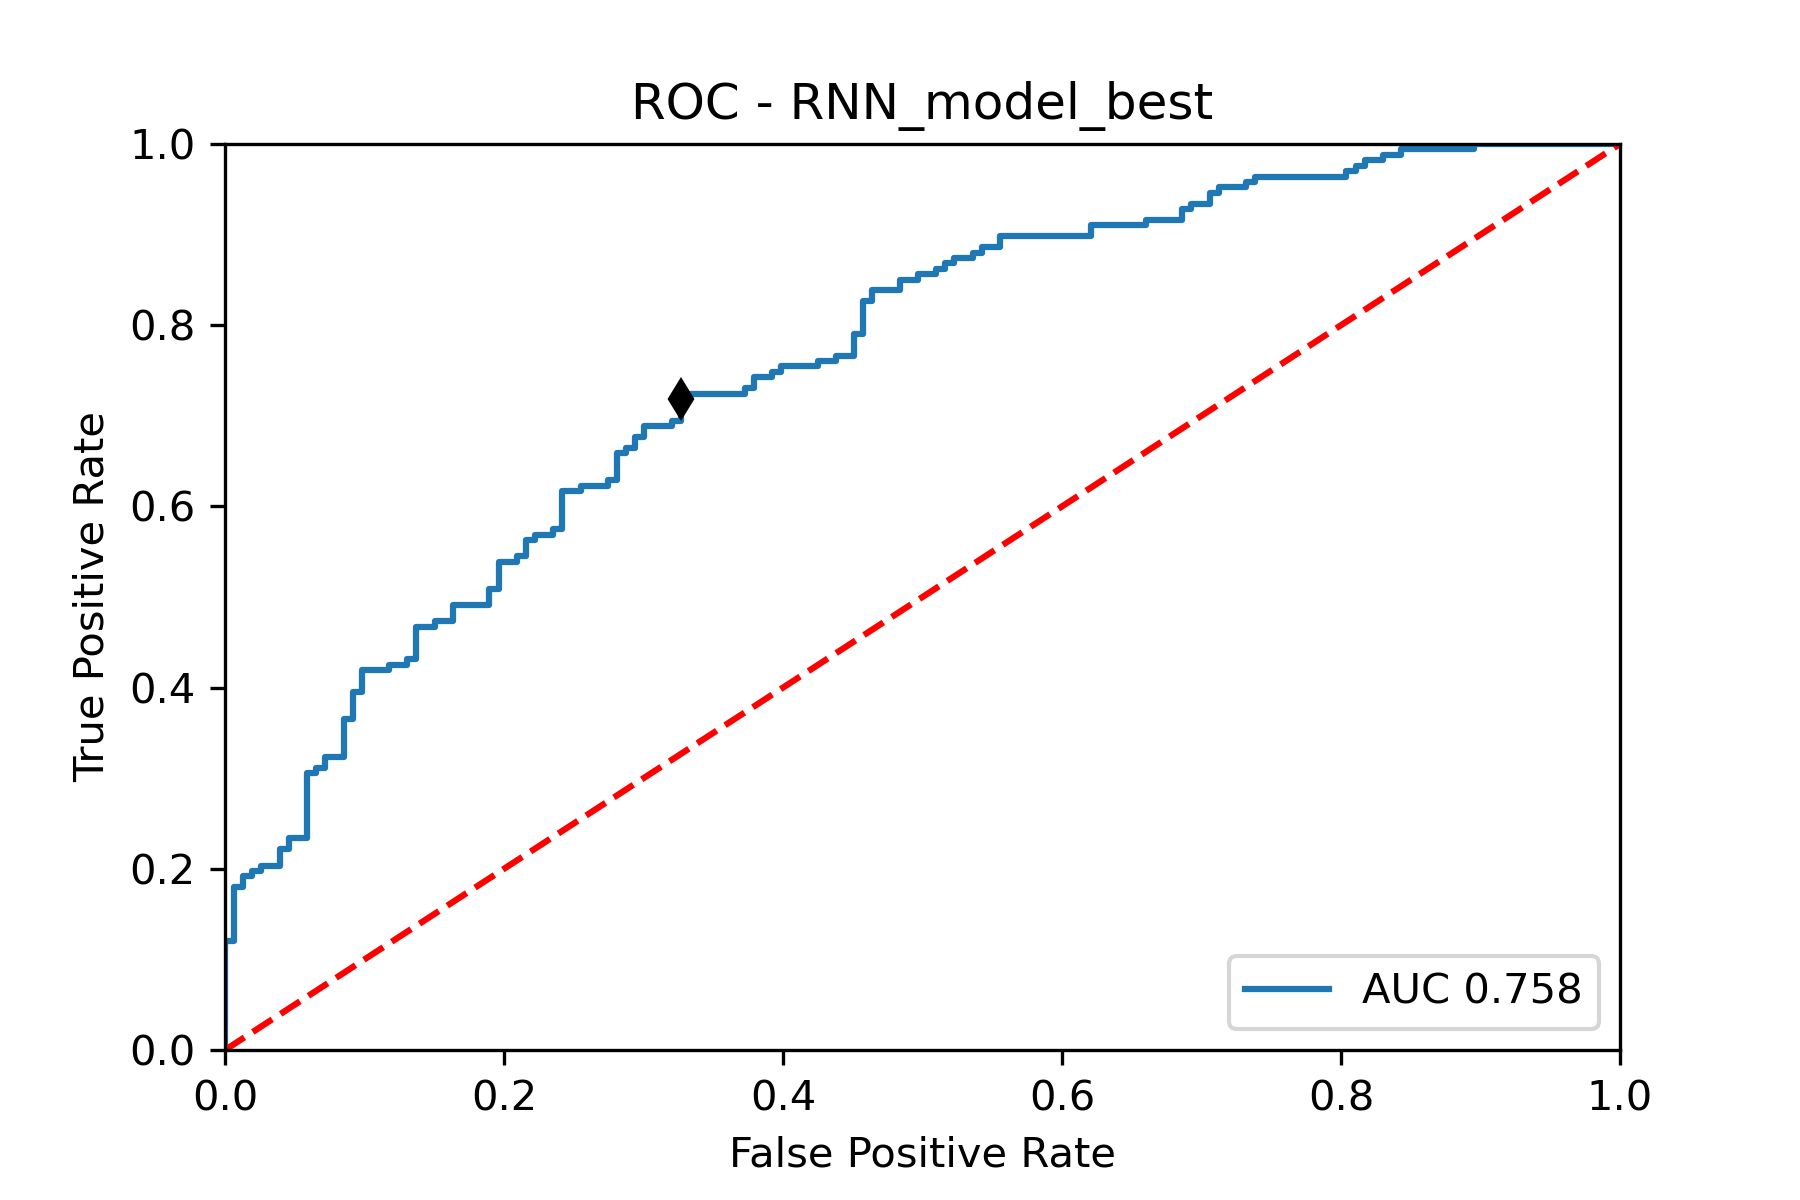 ROC - RNN_model_best
1.0
0.8
0.6
0.4
0.2
0.0
True Positive Rate
AUC 0.758
0.0 0.2 0.4 0.6 0.8 1.0
False Positive Rate